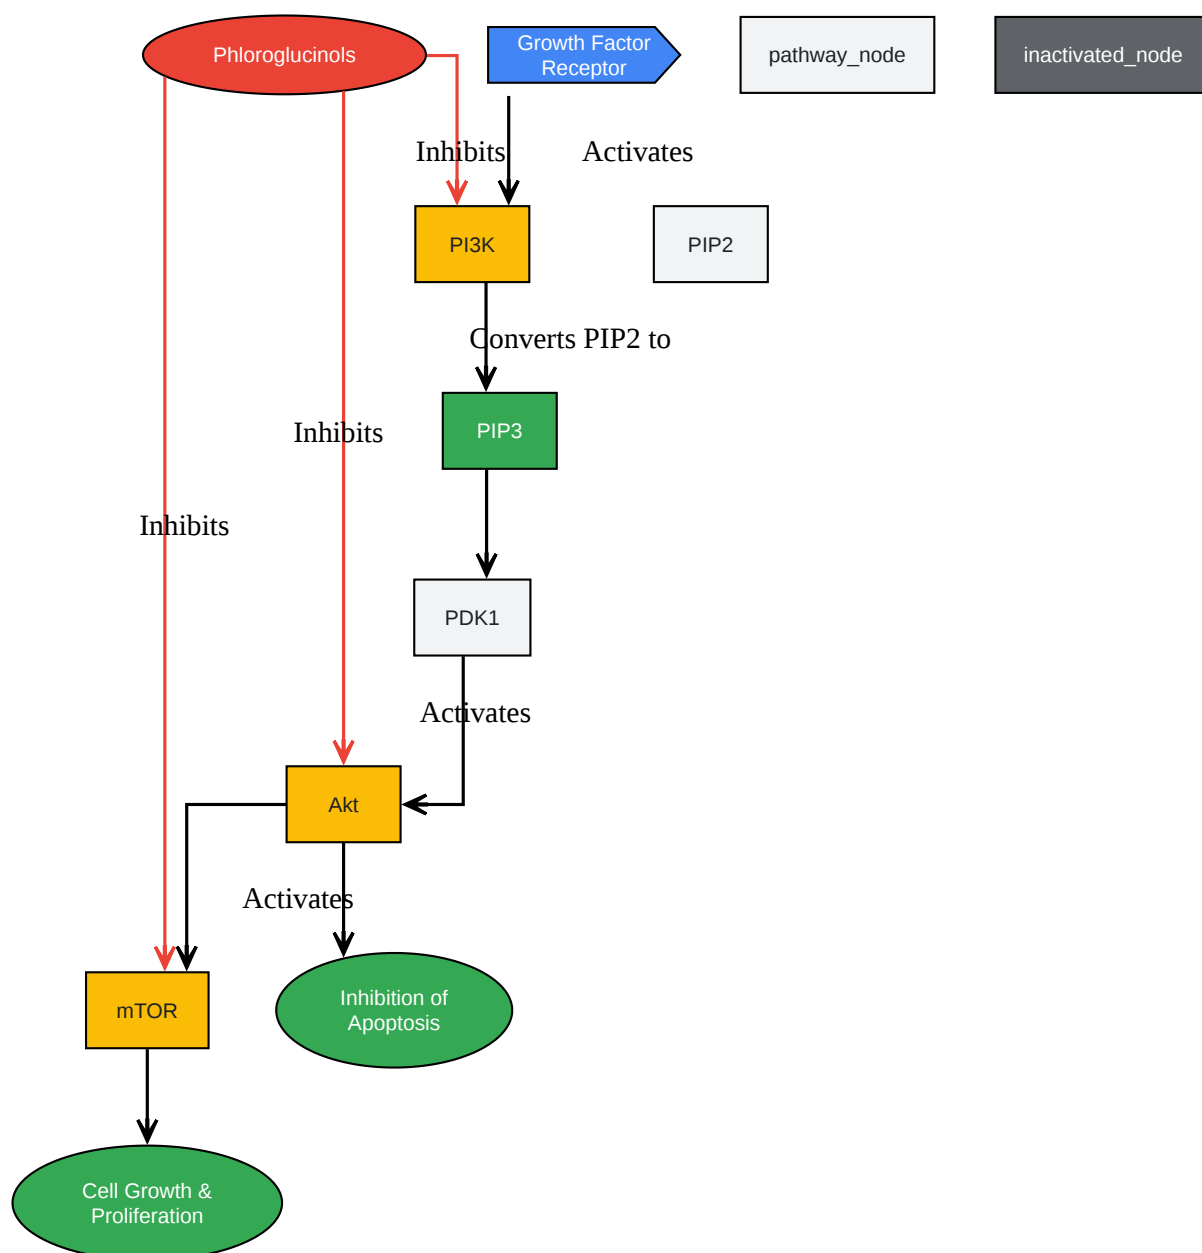 Phloroglucinols
Growth Factor
Receptor
pathway_node
inactivated_node
Inhibits
Activates
PI3K
PIP2
Converts PIP2 to
PIP3
Inhibits
Inhibits
PDK1
Activates
Akt
Activates
mTOR
Inhibition of
Apoptosis
Cell Growth &
Proliferation